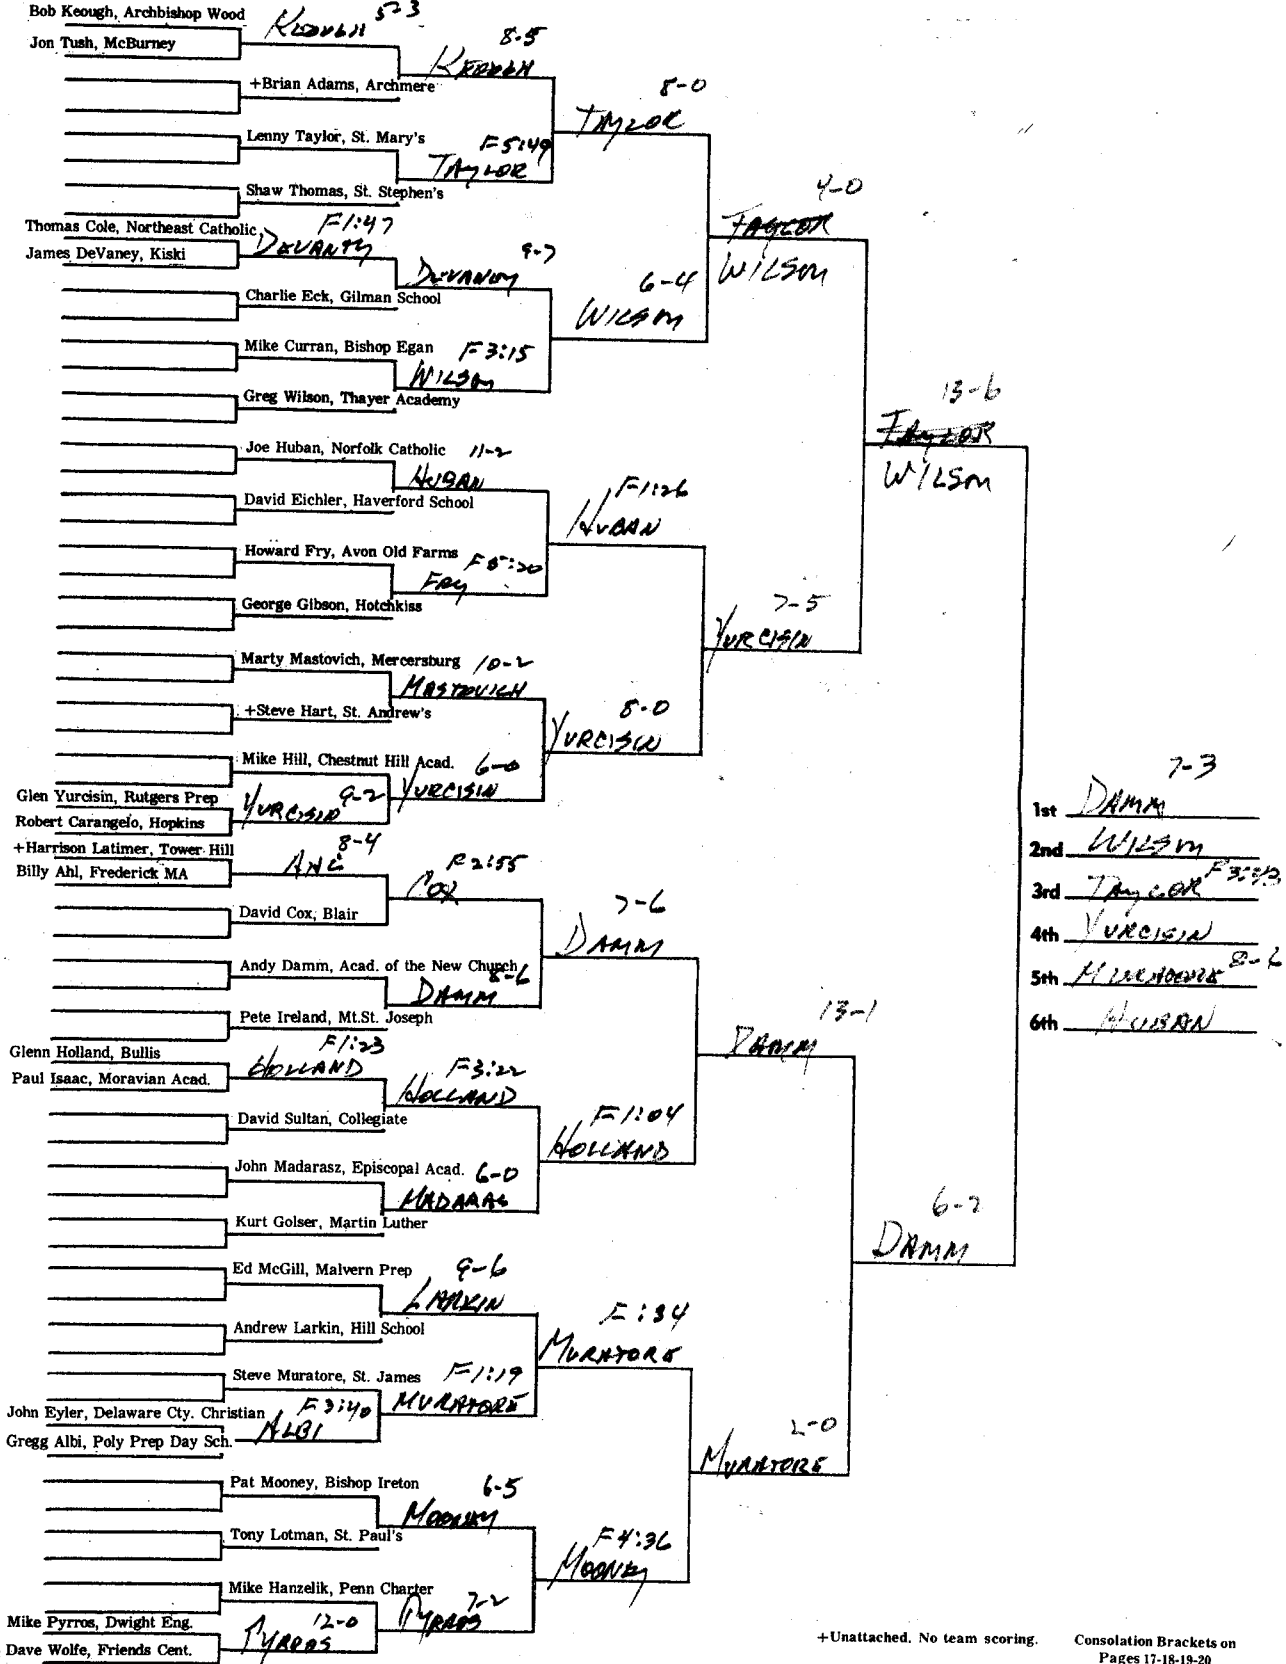 Bob Keough, Archbishop Wood
KEOUGH 5-3
Jon Tush, McBurney
8-5
KEOUGH
+Brian Adams, Archmere
8-0
TAYLOR
Lenny Taylor, St. Mary's
F 5:49
TAYLOR
Shaw Thomas, St. Stephen's
4-0
TAYLOR
WILSON
Thomas Cole, Northeast Catholic
F1:47
DEVANEY
James DeVaney, Kiski
9-7
DEVANEY
Charlie Eck, Gilman School
6-4
WILSON
Mike Curran, Bishop Egan
F 3:15
WILSON
Greg Wilson, Thayer Academy
13-6
TAYLOR
WILSON
Joe Huban, Norfolk Catholic
11-2
HUBAN
David Eichler, Haverford School
F1:26
HUBAN
Howard Fry, Avon Old Farms
F 5:20
FRY
George Gibson, Hotchkiss
7-5
YURCISIN
Marty Mastovich, Mercersburg
10-2
MASTOVICH
+Steve Hart, St. Andrew's
8-0
YURCISIN
Mike Hill, Chestnut Hill Acad.
6-0
YURCISIN
Glen Yurcisin, Rutgers Prep
9-2
YURCISIN
Robert Carangelo, Hopkins
7-3
1st DAMM
2nd WILSON
3rd TAYLOR
4th YURCISIN
5th MURATORE 8-6
6th HUBAN
+Harrison Latimer, Tower Hill
8-4
AHL
Billy Ahl, Frederick MA
F 2:55
COX
David Cox, Blair
7-6
DAMM
Andy Damm, Acad. of the New Church
8-6
DAMM
Pete Ireland, Mt.St. Joseph
13-1
DAMM
Glenn Holland, Bullis
F1:23
HOLLAND
Paul Isaac, Moravian Acad.
F3:22
HOLLAND
David Sultan, Collegiate
F1:04
HOLLAND
John Madarasz, Episcopal Acad.
6-0
MADARAS
Kurt Golser, Martin Luther
6-2
DAMM
Ed McGill, Malvern Prep
9-6
LARKIN
Andrew Larkin, Hill School
F:34
MURATORE
Steve Muratore, St. James
F1:19
MURATORE
John Eyler, Delaware Cty. Christian
F 3:40
ALBI
Gregg Albi, Poly Prep Day Sch.
2-0
MURATORE
Pat Mooney, Bishop Ireton
6-5
MOONEY
Tony Lotman, St. Paul's
F4:36
MOONEY
Mike Hanzelik, Penn Charter
7-2
PYRROS
Mike Pyrros, Dwight Eng.
12-0
PYRROS
Dave Wolfe, Friends Cent.
+Unattached. No team scoring.
Consolation Brackets on
Pages 17-18-19-20